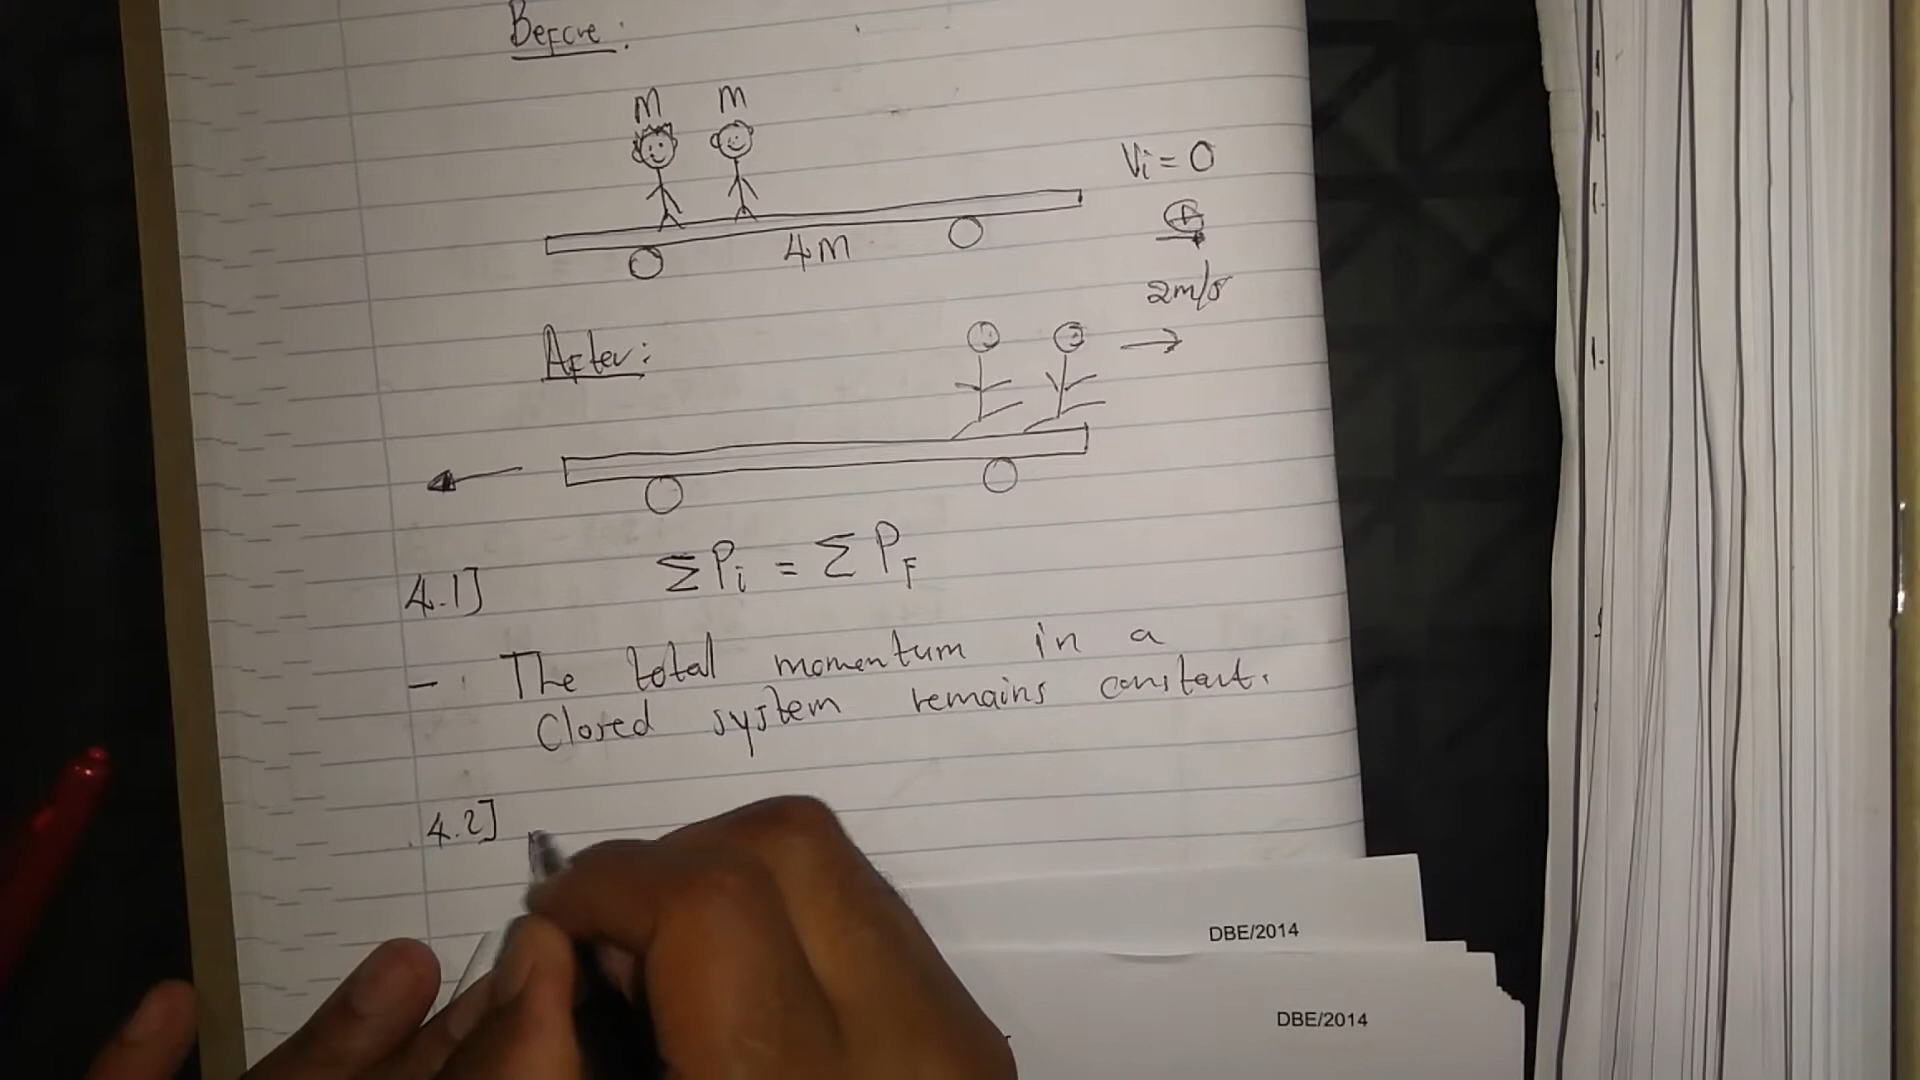 Before:
m m
Vi = 0
+
4m
2m/s
After:
4.1] ΣPi = ΣPF
- The total momentum in a
Closed system remains constant.
4.2]
DBE/2014
DBE/2014